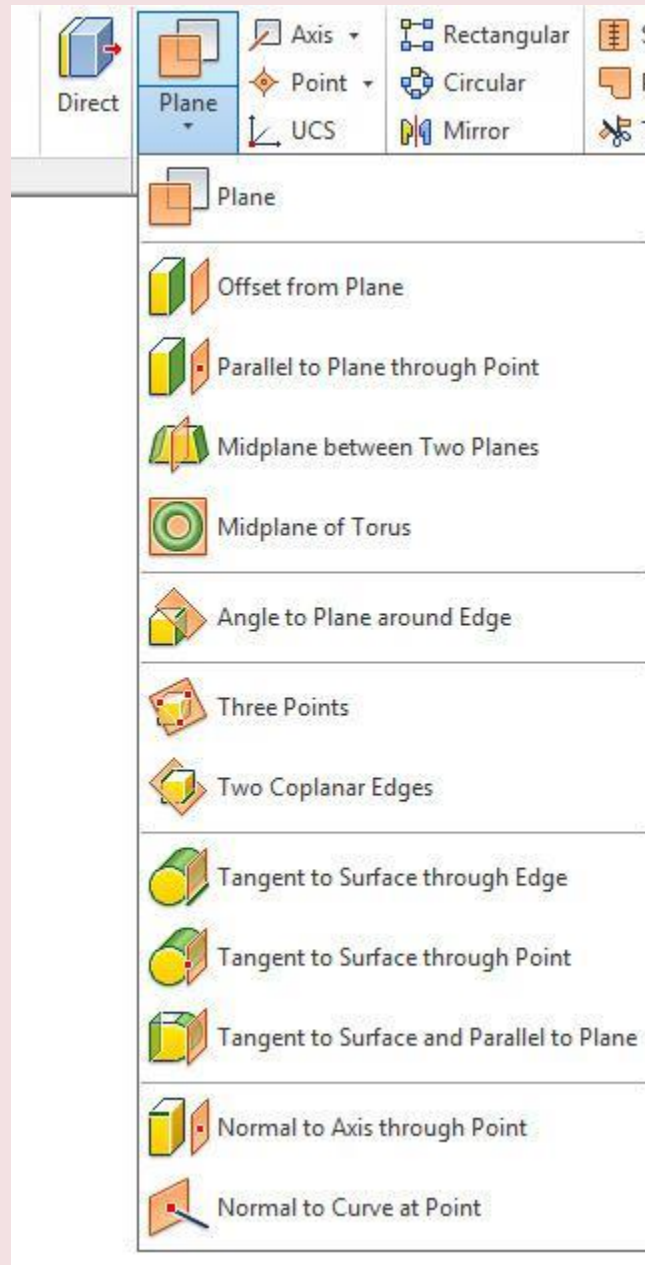 Direct
Plane
Axis
Point
UCS
Rectangular
Circular
Mirror
Plane
Offset from Plane
Parallel to Plane through Point
Midplane between Two Planes
Midplane of Torus
Angle to Plane around Edge
Three Points
Two Coplanar Edges
Tangent to Surface through Edge
Tangent to Surface through Point
Tangent to Surface and Parallel to Plane
Normal to Axis through Point
Normal to Curve at Point